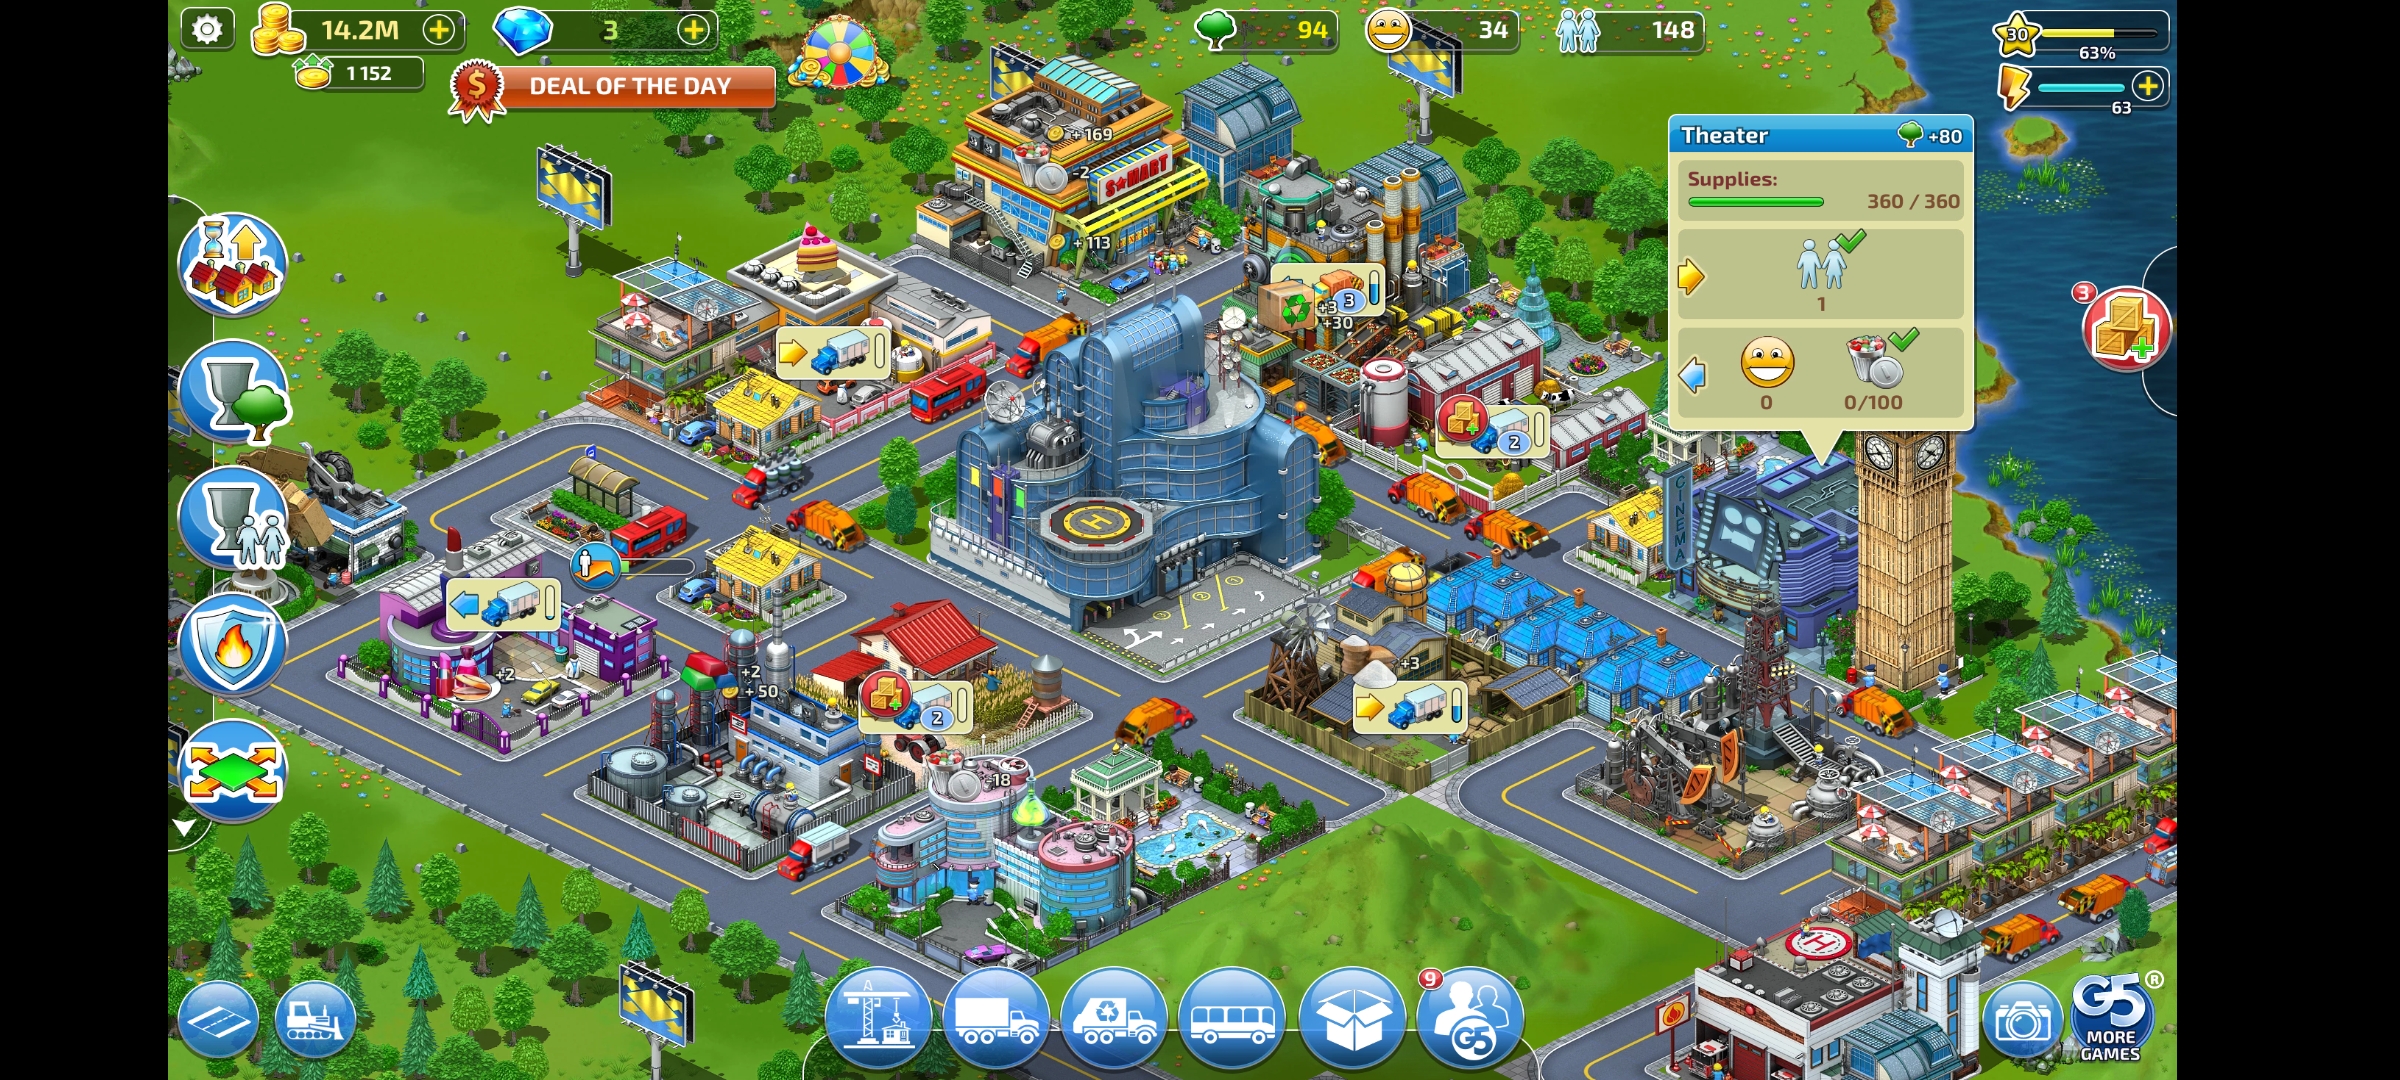 14.2M
3
94
34
148
30
63%
1 152
DEAL OF THE DAY
63
Theater
+80
Supplies:
360 / 360
1
0
0/100
+169
-2
S★MART
+113
3
+3
+30
3
2
CINEMA
H
+2
+2
+50
2
+3
-18
H
A
9
G5
G5 ®
MORE
GAMES